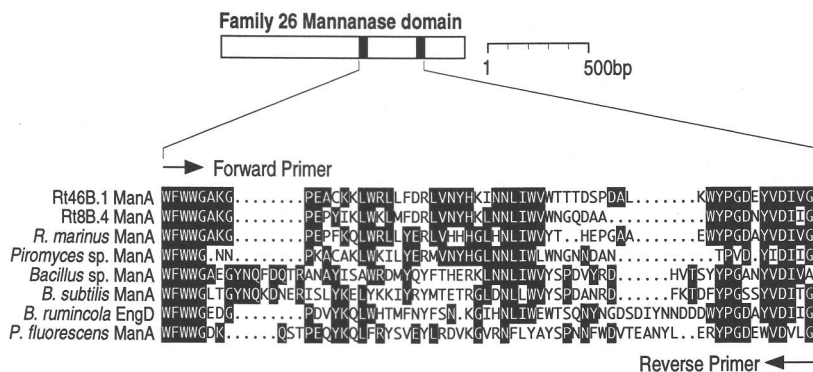 Family 26 Mannanase domain
1 500bp
Forward Primer
Rt46B.1 ManA WFWWGAKG........PEACKKLWRLLFDRLVNYHKINNLIWVWTTTDSPDAL.......KWYPGDEYVDIVG
Rt8B.4 ManA WFWWGAKG........PEPYIKLWKLMFDRLVNYHKLNNLIWVWNGQDAA.........WYPGDNYVDIIG
R. marinus ManA WFWWGAKG........PEPFKQLWRLLYERLVHHHGLHNLIWVYT..HEPGAA......EWYPGDAYVDIVG
Piromyces sp. ManA WFWWG.NN........PKACAKLWKILYERMVNYHGLNNLIWLWNGNNDAN........TPVD.YIDIIG
Bacillus sp. ManA WFWWGAEGYNQFDQTRANAYISAWRDMYQYFTHERKLNNLIWVYSPDVYRD.....HVTSYYPGANYVDIVA
B. subtilis ManA WFWWGLTGYNQKDNERISLYKELYKKIYRYMTETRGLDNLLWVYSPDANRD.....FKTDFYPGSSYVDITG
B. rumincola EngD WFWWGEDG........PDVYKQLWHTMFNYFSN.KGIHNLIWEWTSQNYNGDSDIYNNDDDWYPGDAYVDIIG
P. fluorescens ManA WFWWGDK.......QSTPEQYKQLFRYSVEYLRDVKGVRNFLYAYSPNNFWDVTEANYL..ERYPGDEWVDVLG
Reverse Primer